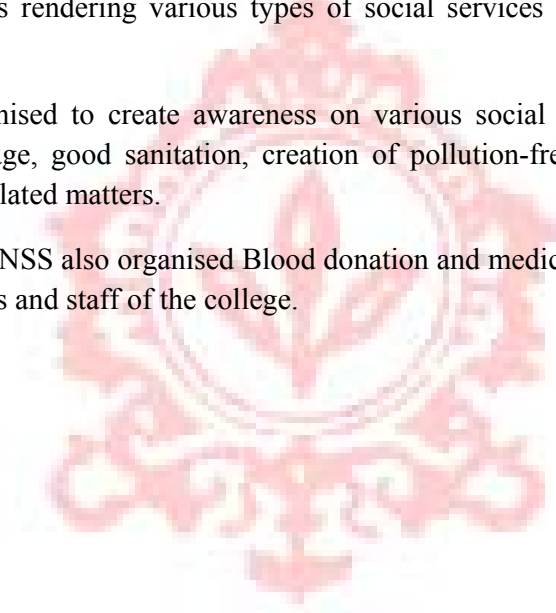 s rendering various types of social services
nised to create awareness on various social
age, good sanitation, creation of pollution-fre
lated matters.
NSS also organised Blood donation and medic
s and staff of the college.